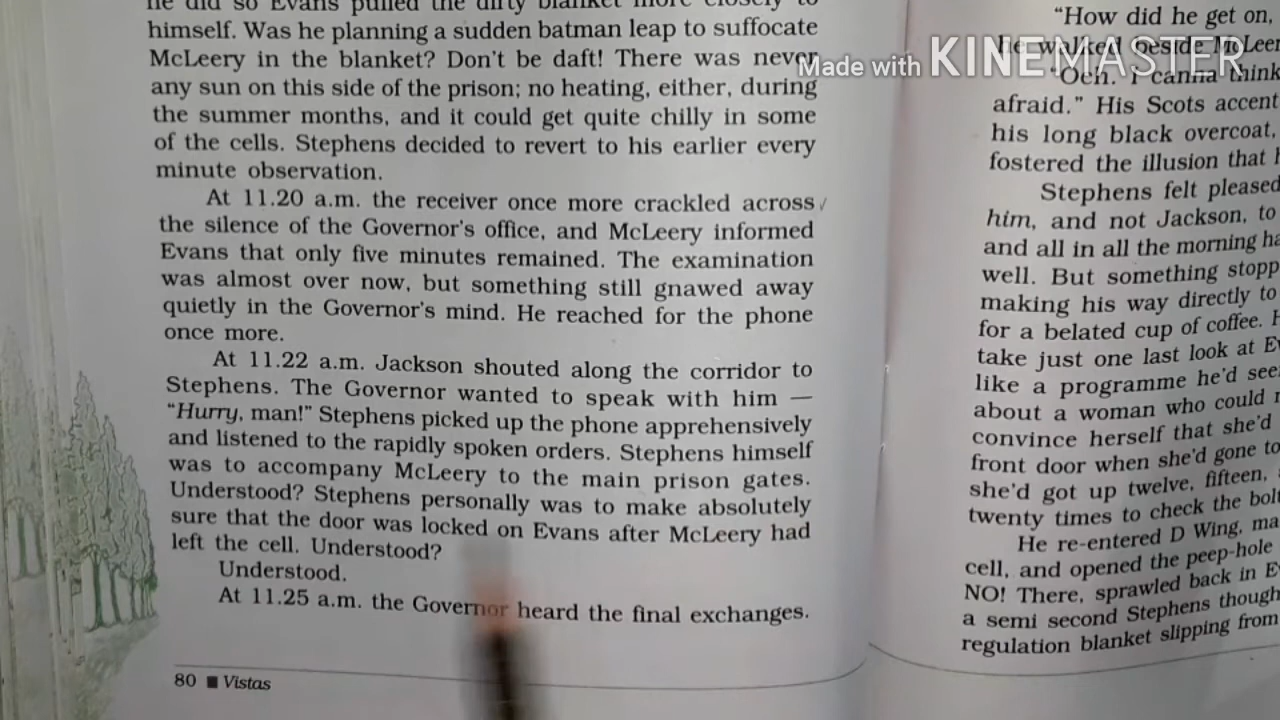 he did so Evans pulled the dirty blanket more closely to
himself. Was he planning a sudden batman leap to suffocate
McLeery in the blanket? Don't be daft! There was never
any sun on this side of the prison; no heating, either, during
the summer months, and it could get quite chilly in some
of the cells. Stephens decided to revert to his earlier every
minute observation.
At 11.20 a.m. the receiver once more crackled across
the silence of the Governor's office, and McLeery informed
Evans that only five minutes remained. The examination
was almost over now, but something still gnawed away
quietly in the Governor's mind. He reached for the phone
once more.
At 11.22 a.m. Jackson shouted along the corridor to
Stephens. The Governor wanted to speak with him —
"Hurry, man!" Stephens picked up the phone apprehensively
and listened to the rapidly spoken orders. Stephens himself
was to accompany McLeery to the main prison gates.
Understood? Stephens personally was to make absolutely
sure that the door was locked on Evans after McLeery had
left the cell. Understood?
Understood.
At 11.25 a.m. the Governor heard the final exchanges.
80 ■ Vistas
"How did he get on,
he walked beside McLeer
"Och. I canna think
afraid." His Scots accent
his long black overcoat,
fostered the illusion that h
Stephens felt pleased
him, and not Jackson, to
and all in all the morning ha
well. But something stopp
making his way directly to
for a belated cup of coffee. H
take just one last look at Ev
like a programme he'd see
about a woman who could n
convince herself that she'd
front door when she'd gone to
she'd got up twelve, fifteen,
twenty times to check the bol
He re-entered D Wing, ma
cell, and opened the peep-hole
NO! There, sprawled back in E
a semi second Stephens though
regulation blanket slipping from
Made with KINEMASTER